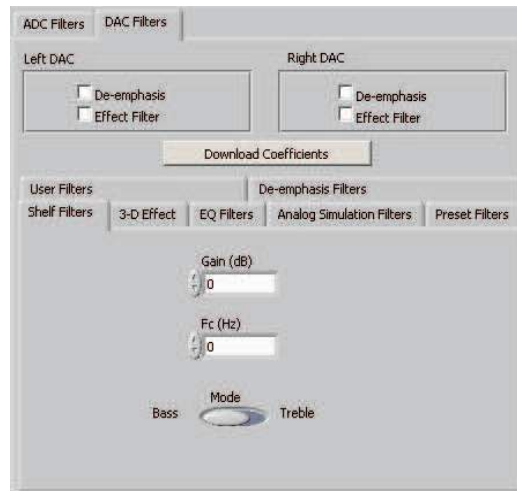 ADC Filters DAC Filters
Left DAC Right DAC
De-emphasis De-emphasis
Effect Filter Effect Filter
Download Coefficients
User Filters De-emphasis Filters
Shelf Filters 3-D Effect EQ Filters Analog Simulation Filters Preset Filters
Gain (dB)
0
Fc (Hz)
0
Mode
Bass Treble